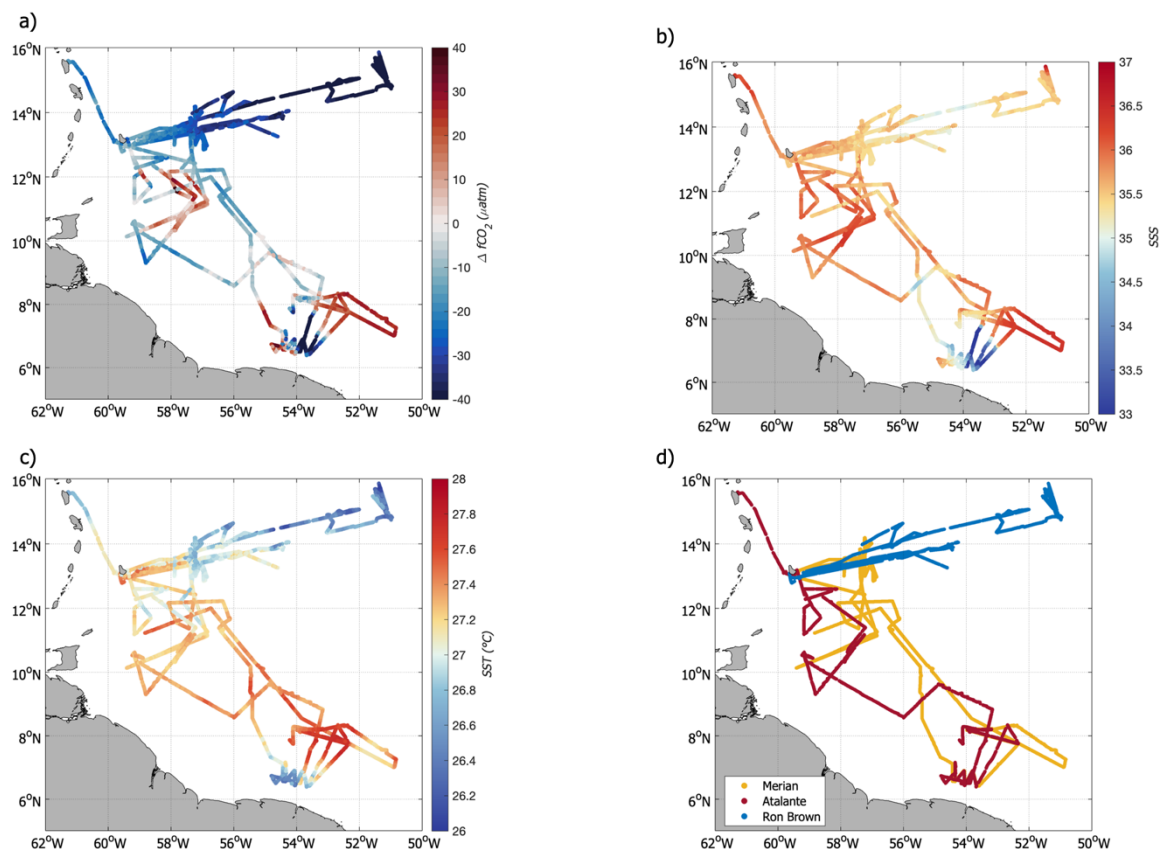 a)
16°N
14°N
12°N
10°N
8°N
6°N
62°W 60°W 58°W 56°W 54°W 52°W 50°W
40
30
20
10
0
-10
-20
-30
-40
Δ fCO₂ (μatm)
b)
16°N
14°N
12°N
10°N
8°N
6°N
62°W 60°W 58°W 56°W 54°W 52°W 50°W
37
36.5
36
35.5
35
34.5
34
33.5
33
SSS
c)
16°N
14°N
12°N
10°N
8°N
6°N
62°W 60°W 58°W 56°W 54°W 52°W 50°W
28
27.8
27.6
27.4
27.2
27
26.8
26.6
26.4
26.2
26
SST (°C)
d)
16°N
14°N
12°N
10°N
8°N
6°N
62°W 60°W 58°W 56°W 54°W 52°W 50°W
Merian
Atalante
Ron Brown